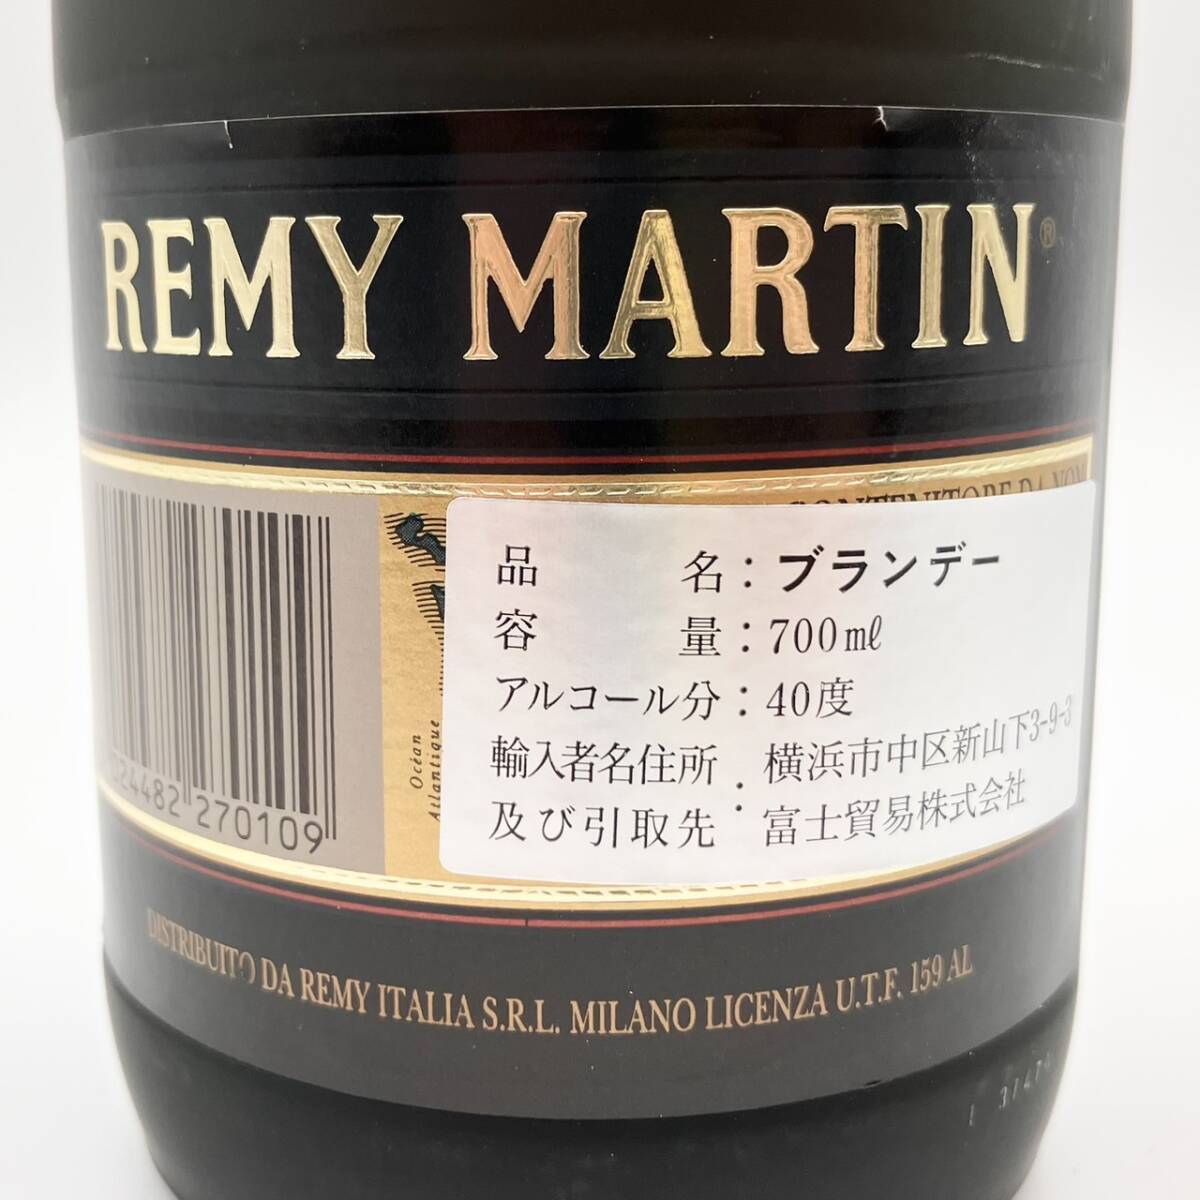 REMY MARTIN®
CONTENITORE DA NON
品 名：ブランデー
容 量：700㎖
アルコール分：40度
輸入者名住所
及び引取先
：
横浜市中区新山下3-9-3
富士貿易株式会社
Océan
Atlantique
24482 270109
DISTRIBUITO DA REMY ITALIA S.R.L. MILANO LICENZA U.T.F. 159 AL